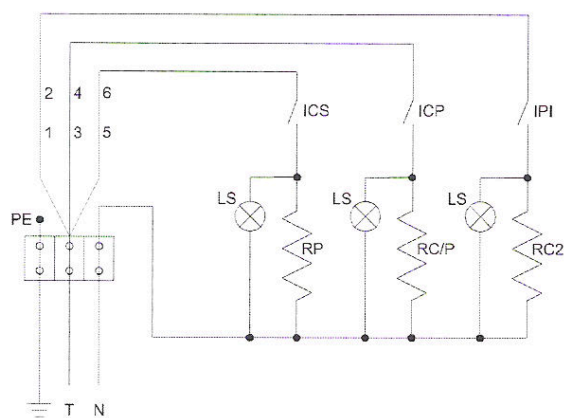 2 4 6
ICS ICP IPI
1 3 5
LS LS LS
PE
RP RC/P RC2
T N